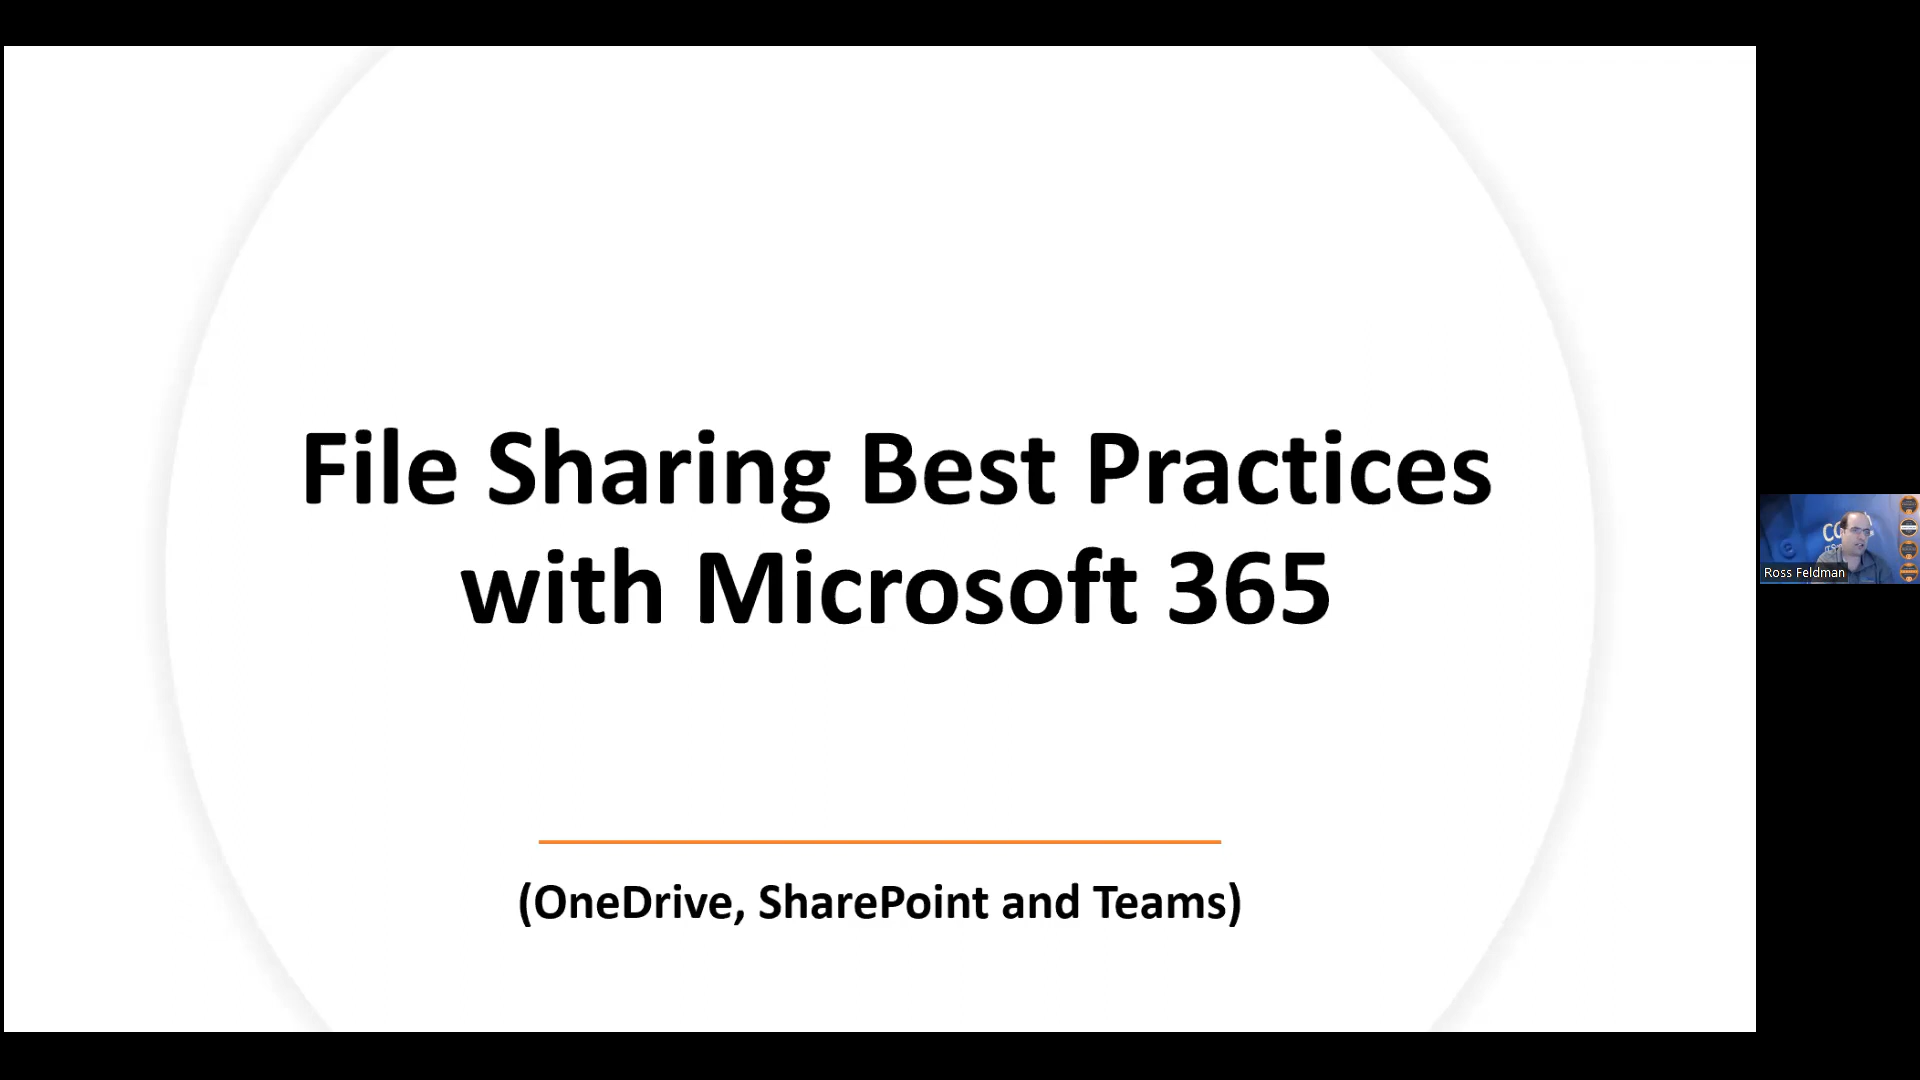 File Sharing Best Practices
with Microsoft 365
(OneDrive, SharePoint and Teams)
Ross Feldman